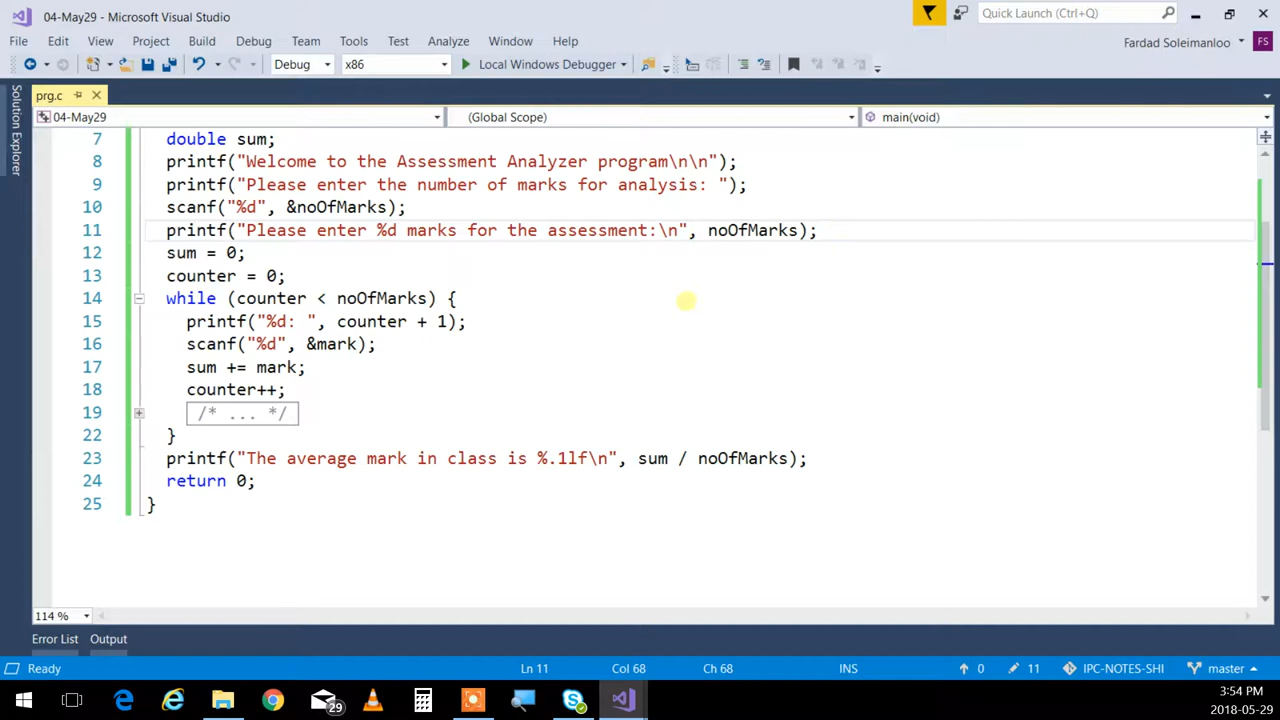 04-May29 - Microsoft Visual Studio
Quick Launch (Ctrl+Q)
File Edit View Project Build Debug Team Tools Test Analyze Window Help
Fardad Soleimanloo FS
Debug x86 Local Windows Debugger
Solution Explorer
prg.c
04-May29 (Global Scope) main(void)
7 double sum;
8 printf("Welcome to the Assessment Analyzer program\n\n");
9 printf("Please enter the number of marks for analysis: ");
10 scanf("%d", &noOfMarks);
11 printf("Please enter %d marks for the assessment:\n", noOfMarks);
12 sum = 0;
13 counter = 0;
14 while (counter < noOfMarks) {
15 printf("%d: ", counter + 1);
16 scanf("%d", &mark);
17 sum += mark;
18 counter++;
19 /* ... */
22 }
23 printf("The average mark in class is %.1lf\n", sum / noOfMarks);
24 return 0;
25 }
114 %
Error List Output
Ready Ln 11 Col 68 Ch 68 INS 0 11 IPC-NOTES-SHI master
29
3:54 PM
2018-05-29